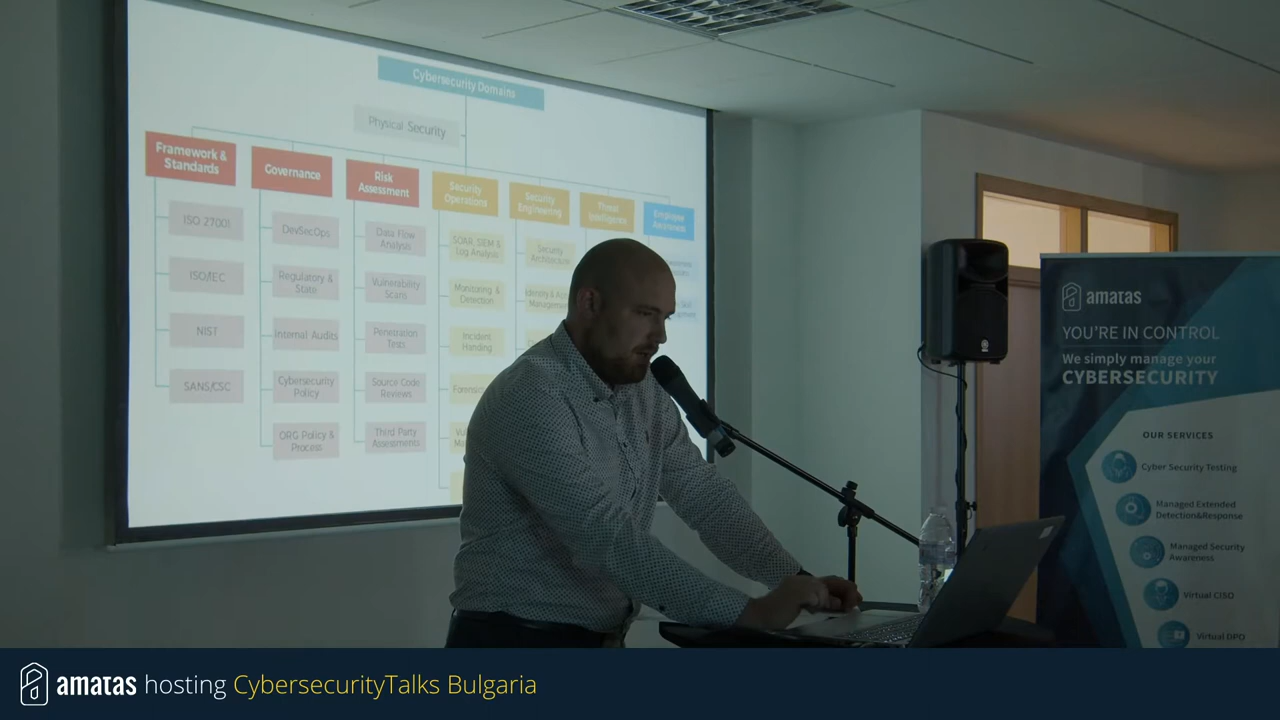 Cybersecurity Domains
Physical Security
Framework &
Standards
ISO 27001
ISO/IEC
NIST
SANS/CSC
Governance
DevSecOps
Regulatory &
State
Internal Audits
Cybersecurity
Policy
ORG Policy &
Process
Risk
Assessment
Data Flow
Analysis
Vulnerability
Scans
Penetration
Tests
Source Code
Reviews
Third Party
Assessments
Security
Operations
SOAR, SIEM &
Log Analysis
Monitoring &
Detection
Incident
Handing
Security
Engineering
Security
Threat
Intelligence
Employee
Awareness
amatas
YOU'RE IN CONTROL
We simply manage your
CYBERSECURITY
OUR SERVICES
Cyber Security Testing
Managed Extended
Detection&Response
Managed Security
Awareness
Virtual CISO
Virtual DPO
amatas hosting CybersecurityTalks Bulgaria